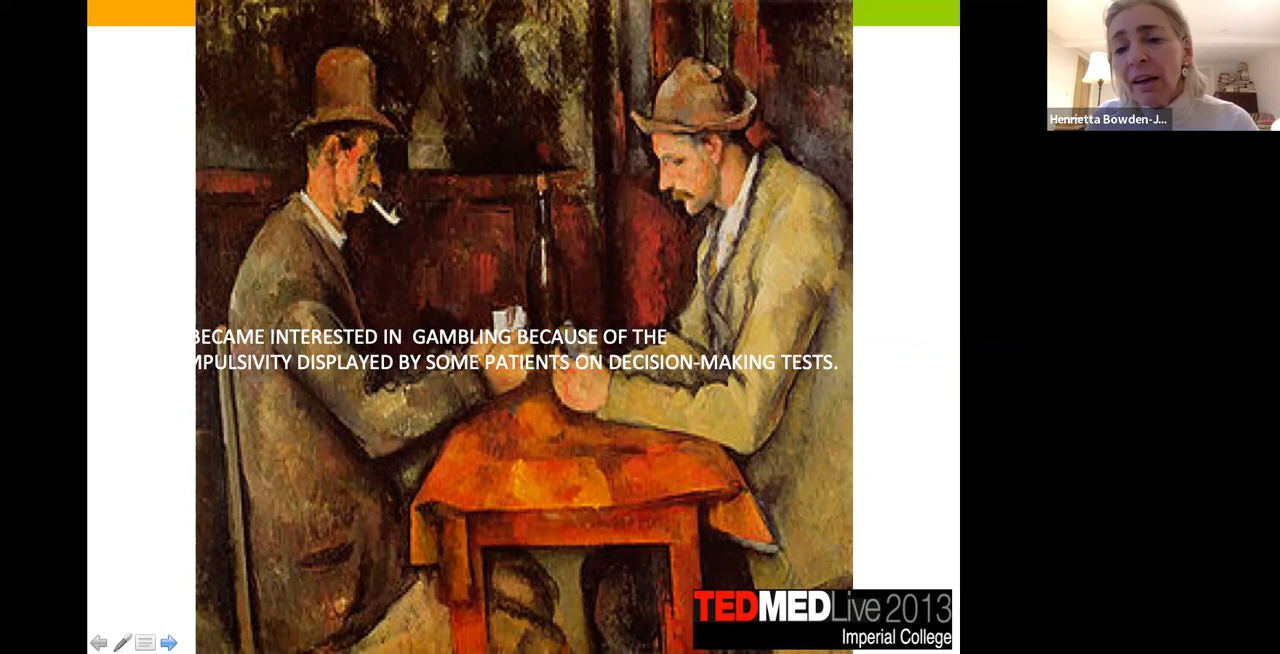 BECAME INTERESTED IN GAMBLING BECAUSE OF THE
MPULSIVITY DISPLAYED BY SOME PATIENTS ON DECISION-MAKING TESTS.
TEDMEDLive 2013
Imperial College
Henrietta Bowden-J...